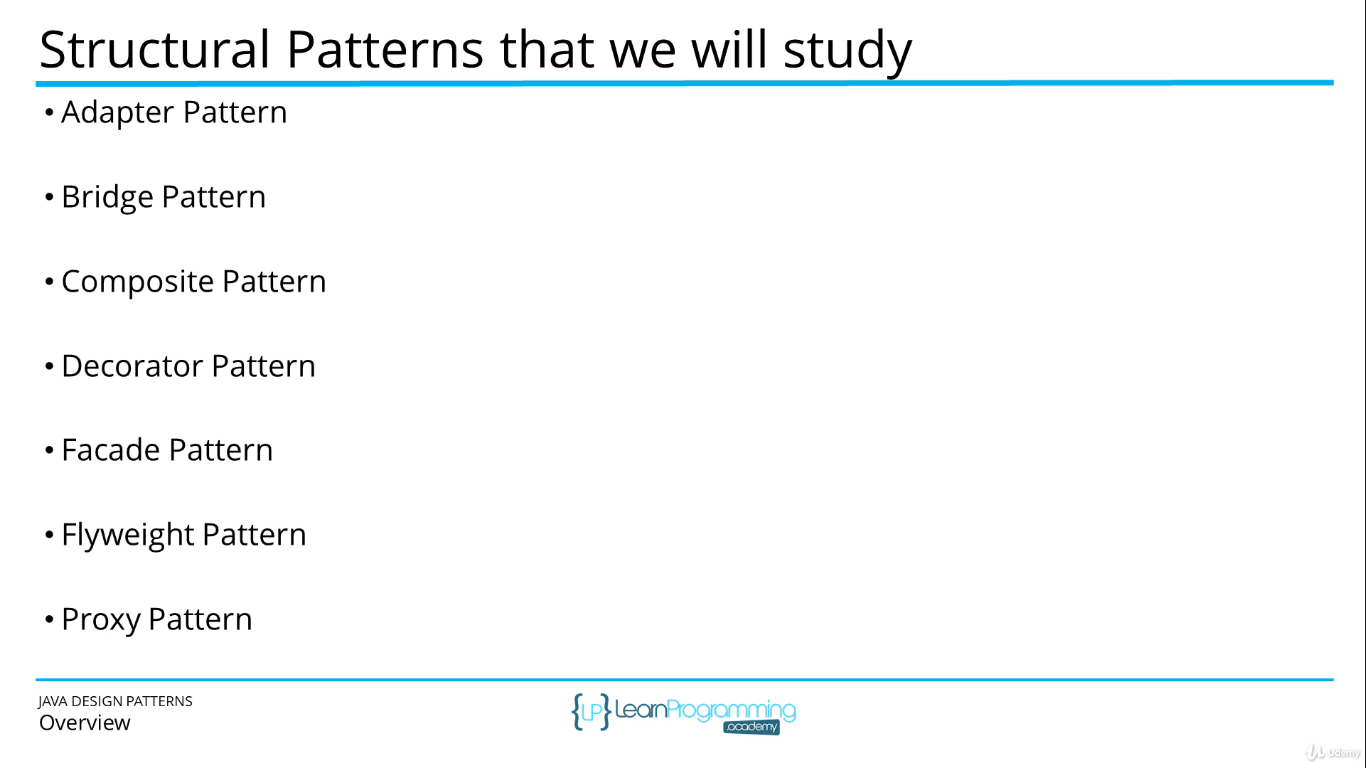 Structural Patterns that we will study
• Adapter Pattern
• Bridge Pattern
• Composite Pattern
• Decorator Pattern
• Facade Pattern
• Flyweight Pattern
• Proxy Pattern
JAVA DESIGN PATTERNS
Overview
{LP} LearnProgramming
.academy
Udemy